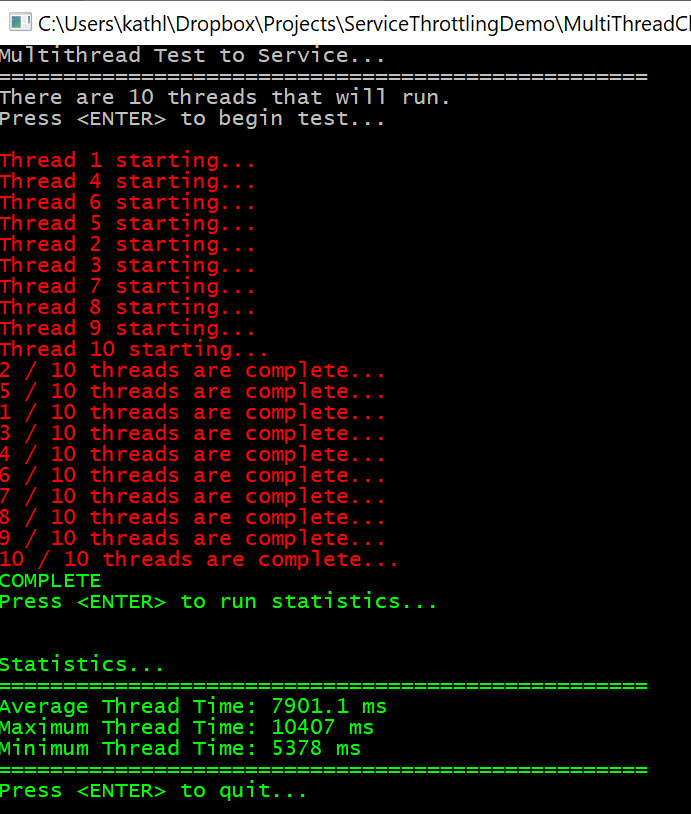 C:\Users\kathl\Dropbox\Projects\ServiceThrottlingDemo\MultiThreadCl
Multithread Test to Service...
==================================================
There are 10 threads that will run.
Press <ENTER> to begin test...
Thread 1 starting...
Thread 4 starting...
Thread 6 starting...
Thread 5 starting...
Thread 2 starting...
Thread 3 starting...
Thread 7 starting...
Thread 8 starting...
Thread 9 starting...
Thread 10 starting...
2 / 10 threads are complete...
5 / 10 threads are complete...
1 / 10 threads are complete...
3 / 10 threads are complete...
4 / 10 threads are complete...
6 / 10 threads are complete...
7 / 10 threads are complete...
8 / 10 threads are complete...
9 / 10 threads are complete...
10 / 10 threads are complete...
COMPLETE
Press <ENTER> to run statistics...
Statistics...
==================================================
Average Thread Time: 7901.1 ms
Maximum Thread Time: 10407 ms
Minimum Thread Time: 5378 ms
==================================================
Press <ENTER> to quit...